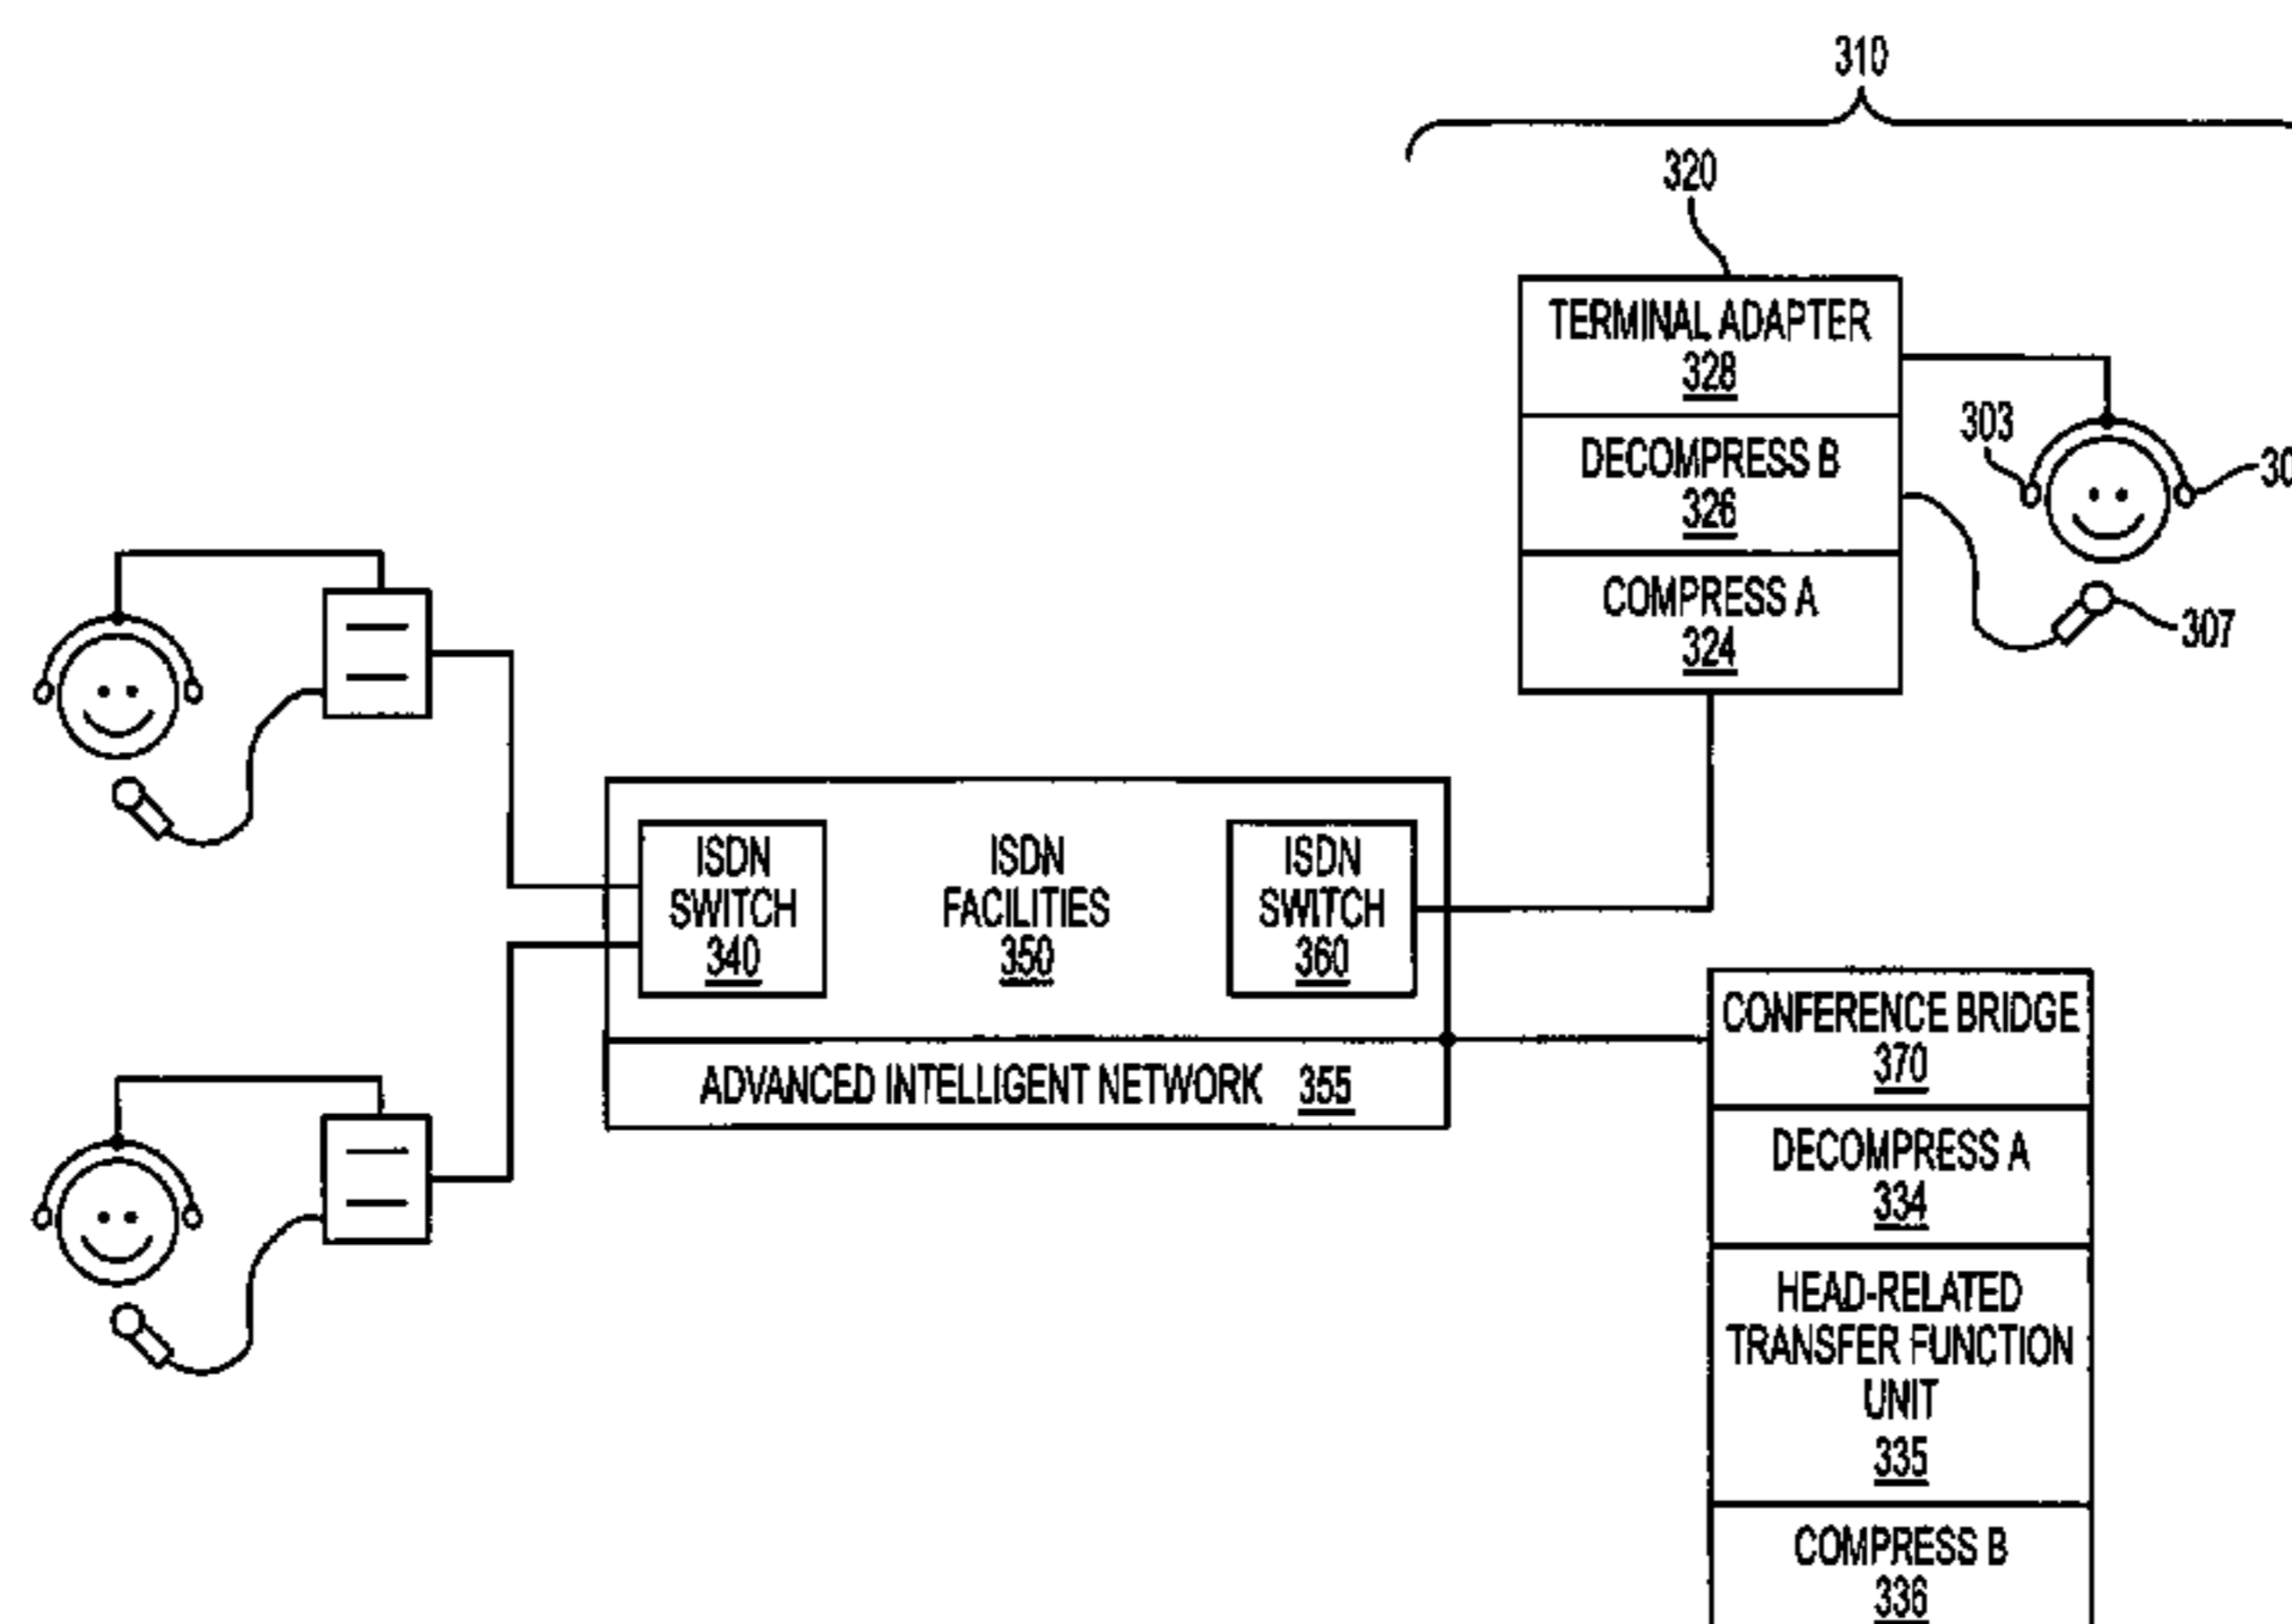 310
320
TERMINAL ADAPTER
328
DECOMPRESS B
326
COMPRESS A
324
303
307
ISDN
SWITCH
340
ISDN
FACILITIES
350
ISDN
SWITCH
360
ADVANCED INTELLIGENT NETWORK 355
CONFERENCE BRIDGE
370
DECOMPRESS A
334
HEAD-RELATED
TRANSFER FUNCTION
UNIT
335
COMPRESS B
336